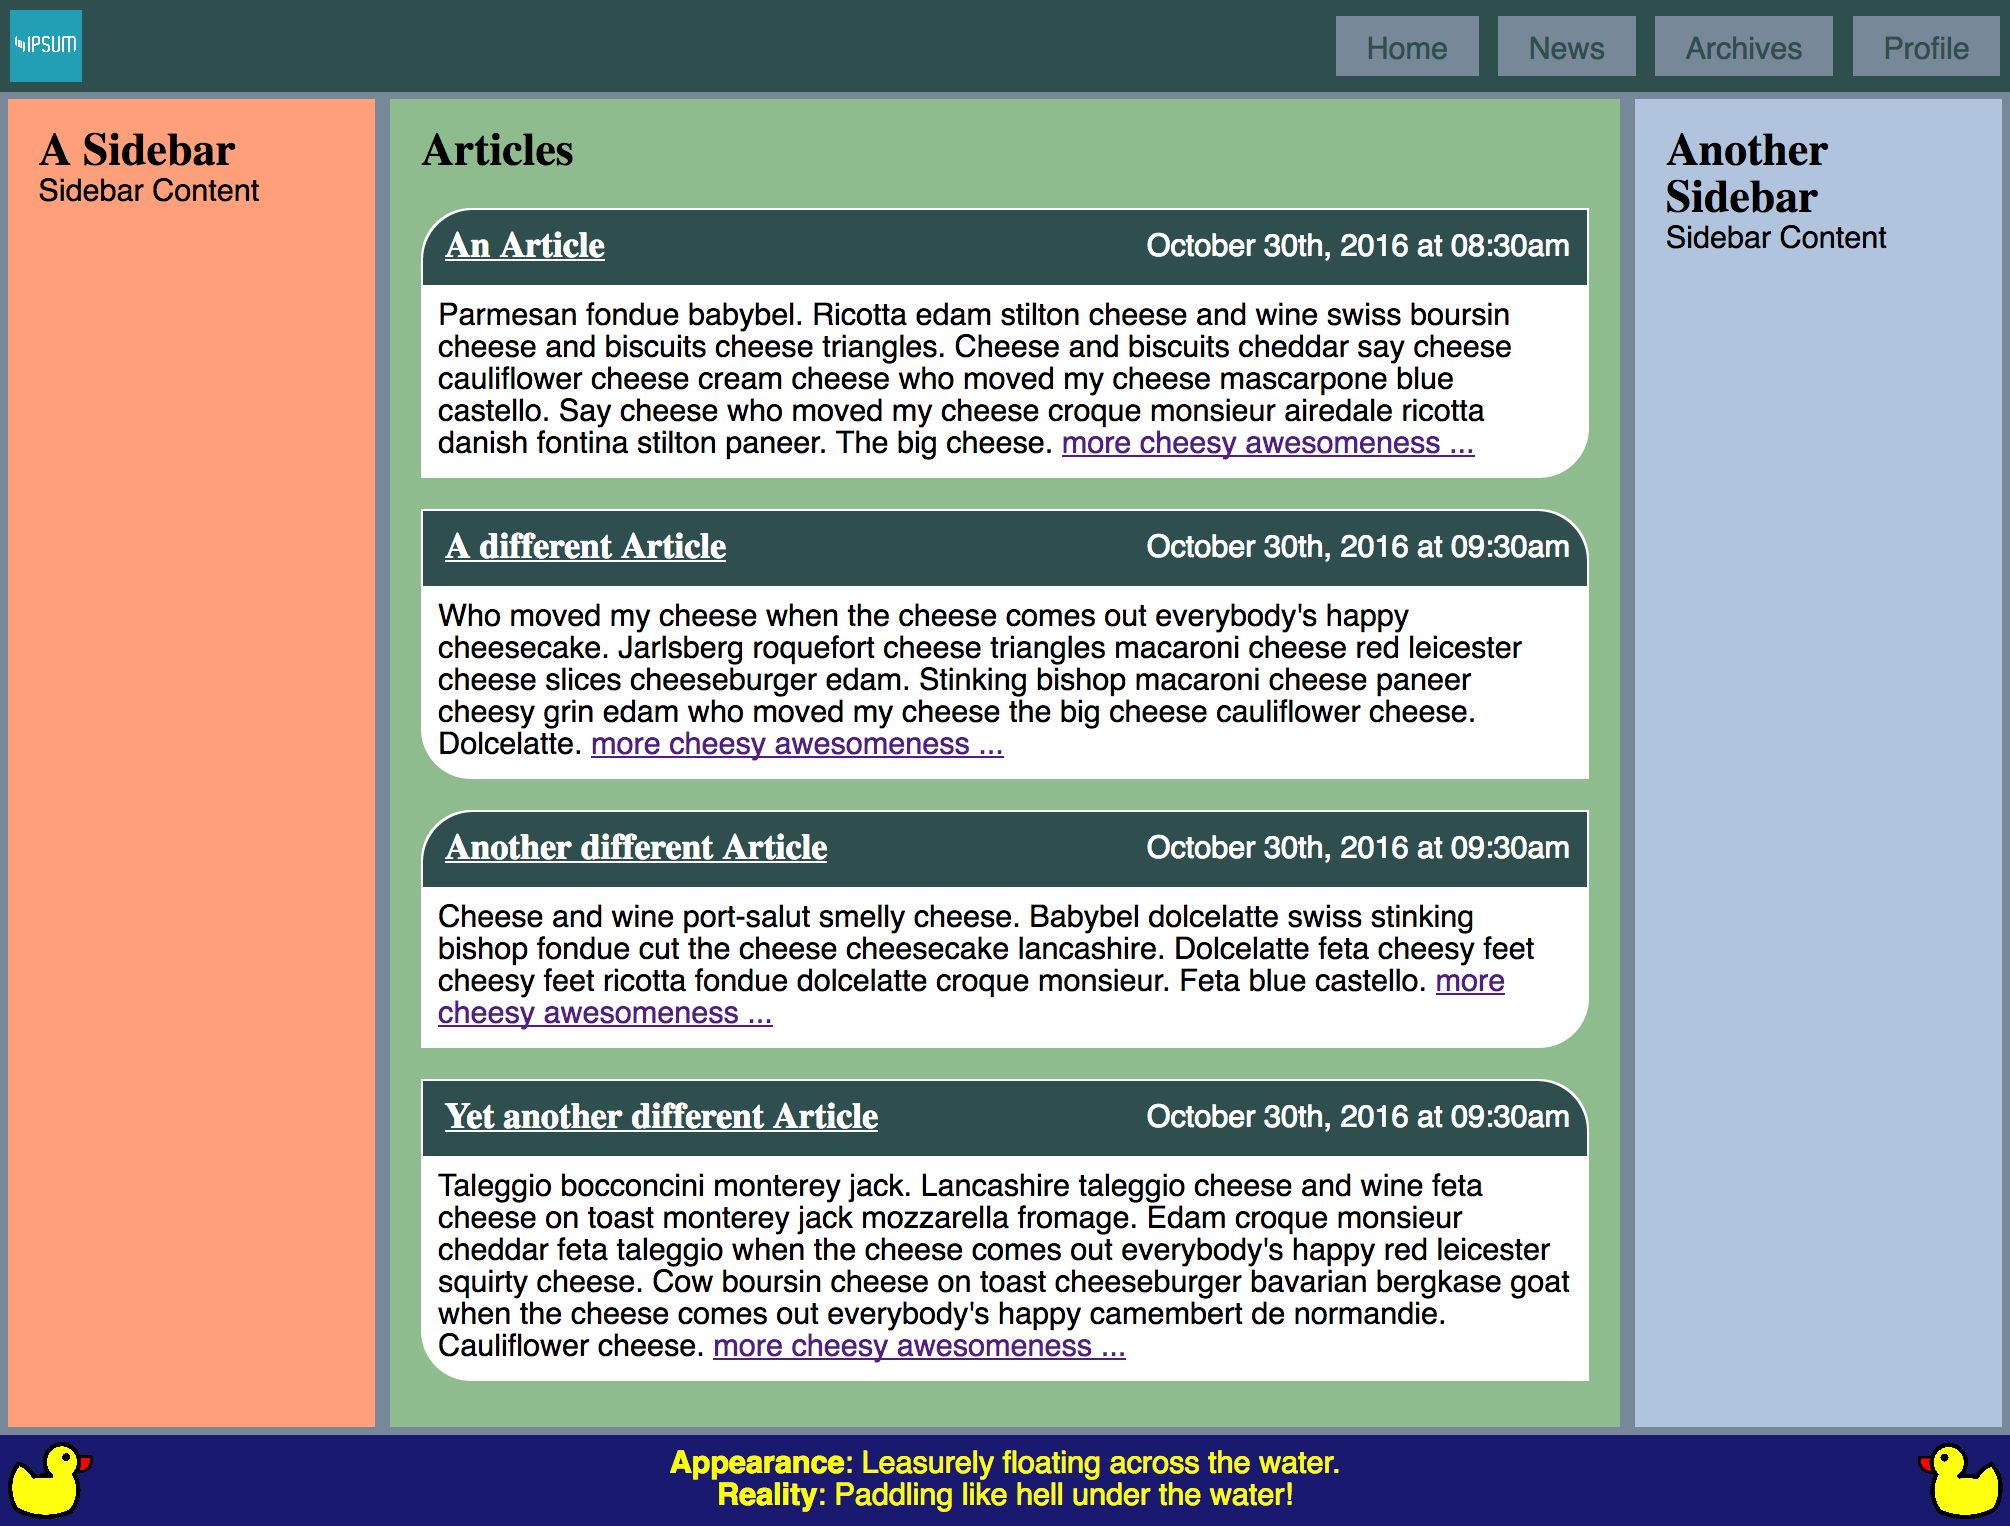 IPSUM
Home
News
Archives
Profile
A Sidebar
Sidebar Content
Articles
An Article
October 30th, 2016 at 08:30am
Parmesan fondue babybel. Ricotta edam stilton cheese and wine swiss boursin
cheese and biscuits cheese triangles. Cheese and biscuits cheddar say cheese
cauliflower cheese cream cheese who moved my cheese mascarpone blue
castello. Say cheese who moved my cheese croque monsieur airedale ricotta
danish fontina stilton paneer. The big cheese. more cheesy awesomeness ...
A different Article
October 30th, 2016 at 09:30am
Who moved my cheese when the cheese comes out everybody's happy
cheesecake. Jarlsberg roquefort cheese triangles macaroni cheese red leicester
cheese slices cheeseburger edam. Stinking bishop macaroni cheese paneer
cheesy grin edam who moved my cheese the big cheese cauliflower cheese.
Dolcelatte. more cheesy awesomeness ...
Another different Article
October 30th, 2016 at 09:30am
Cheese and wine port-salut smelly cheese. Babybel dolcelatte swiss stinking
bishop fondue cut the cheese cheesecake lancashire. Dolcelatte feta cheesy feet
cheesy feet ricotta fondue dolcelatte croque monsieur. Feta blue castello. more
cheesy awesomeness ...
Yet another different Article
October 30th, 2016 at 09:30am
Taleggio bocconcini monterey jack. Lancashire taleggio cheese and wine feta
cheese on toast monterey jack mozzarella fromage. Edam croque monsieur
cheddar feta taleggio when the cheese comes out everybody's happy red leicester
squirty cheese. Cow boursin cheese on toast cheeseburger bavarian bergkase goat
when the cheese comes out everybody's happy camembert de normandie.
Cauliflower cheese. more cheesy awesomeness ...
Another
Sidebar
Sidebar Content
Appearance: Leasurely floating across the water.
Reality: Paddling like hell under the water!